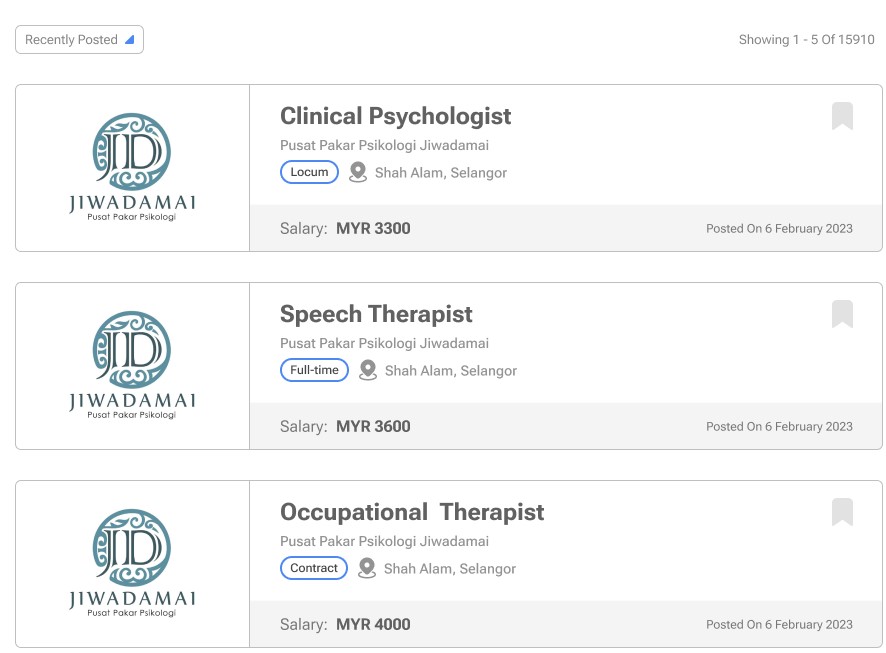 Recently Posted
Showing 1 - 5 Of 15910
JD
JIWADAMAI
Pusat Pakar Psikologi
Clinical Psychologist
Pusat Pakar Psikologi Jiwadamai
Locum Shah Alam, Selangor
Salary: MYR 3300
Posted On 6 February 2023
JD
JIWADAMAI
Pusat Pakar Psikologi
Speech Therapist
Pusat Pakar Psikologi Jiwadamai
Full-time Shah Alam, Selangor
Salary: MYR 3600
Posted On 6 February 2023
JD
JIWADAMAI
Pusat Pakar Psikologi
Occupational  Therapist
Pusat Pakar Psikologi Jiwadamai
Contract Shah Alam, Selangor
Salary: MYR 4000
Posted On 6 February 2023